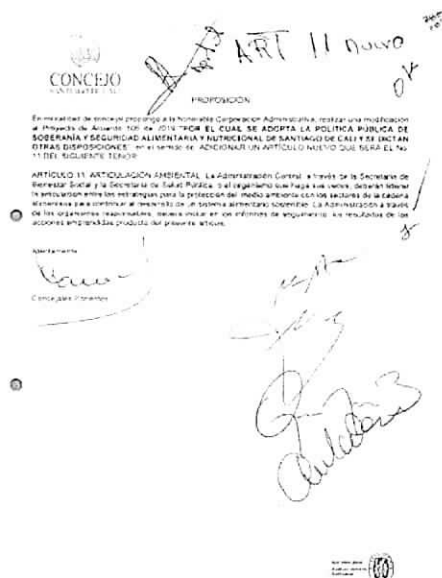 ART 11 nuevo
OK
CONCEJO
SANTIAGO DE CALI
PROPOSICIÓN
En mi calidad de concejal propongo a la Honorable Corporación Administrativa, realizar una modificación
al Proyecto de Acuerdo 109 de 2019 "POR EL CUAL SE ADOPTA LA POLITICA PÚBLICA DE
SOBERANÍA Y SEGURIDAD ALIMENTARIA Y NUTRICIONAL DE SANTIAGO DE CALI Y SE DICTAN
OTRAS DISPOSICIONES" en el sentido de ADICIONAR UN ARTÍCULO NUEVO QUE SERÁ EL No
11 DEL SIGUIENTE TENOR
ARTÍCULO 11. ARTICULACIÓN AMBIENTAL. La Administración Central, a través de la Secretaría de
Bienestar Social y la Secretaría de Salud Pública, o el organismo que haga sus veces, deberán liderar
la articulación entre las estrategias para la protección del medio ambiente con los sectores de la cadena
alimentaria para contribuir al desarrollo de un sistema alimentario sostenible. La Administración a través
de los organismos responsables, deberá incluir en los informes de seguimiento, los resultados de las
acciones emprendidas producto del presente artículo.
Atentamente
Concejales Ponentes